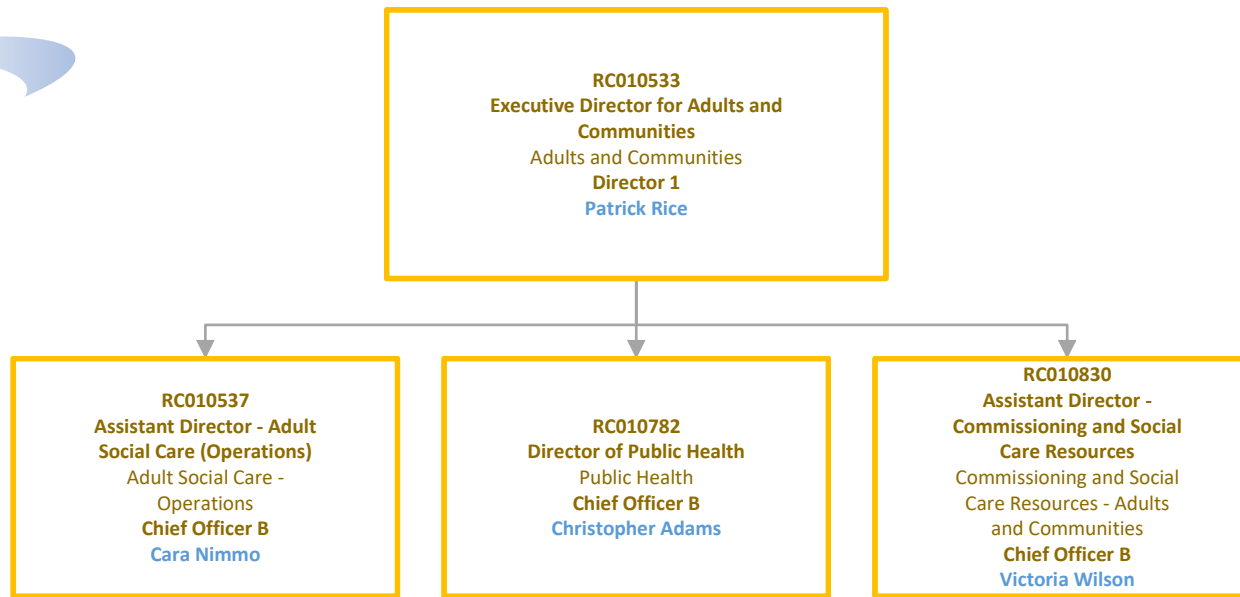 RC010533
Executive Director for Adults and
Communities
Adults and Communities
Director 1
Patrick Rice
RC010537
Assistant Director - Adult
Social Care (Operations)
Adult Social Care -
Operations
Chief Officer B
Cara Nimmo
RC010782
Director of Public Health
Public Health
Chief Officer B
Christopher Adams
RC010830
Assistant Director -
Commissioning and Social
Care Resources
Commissioning and Social
Care Resources - Adults
and Communities
Chief Officer B
Victoria Wilson